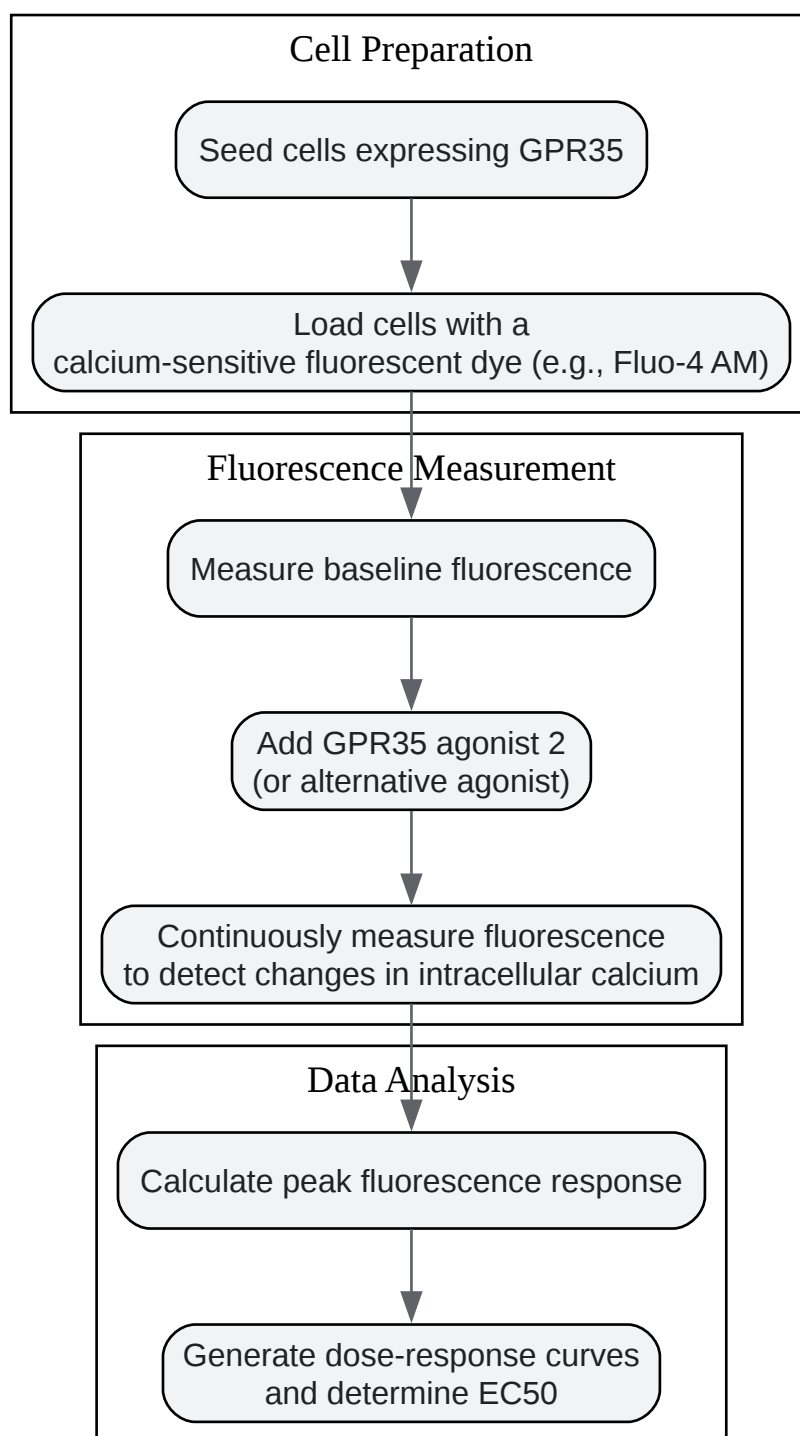 Cell Preparation
Seed cells expressing GPR35
Load cells with a
calcium-sensitive fluorescent dye (e.g., Fluo-4 AM)
Fluorescence Measurement
Measure baseline fluorescence
Add GPR35 agonist 2
(or alternative agonist)
Continuously measure fluorescence
to detect changes in intracellular calcium
Data Analysis
Calculate peak fluorescence response
Generate dose-response curves
and determine EC50